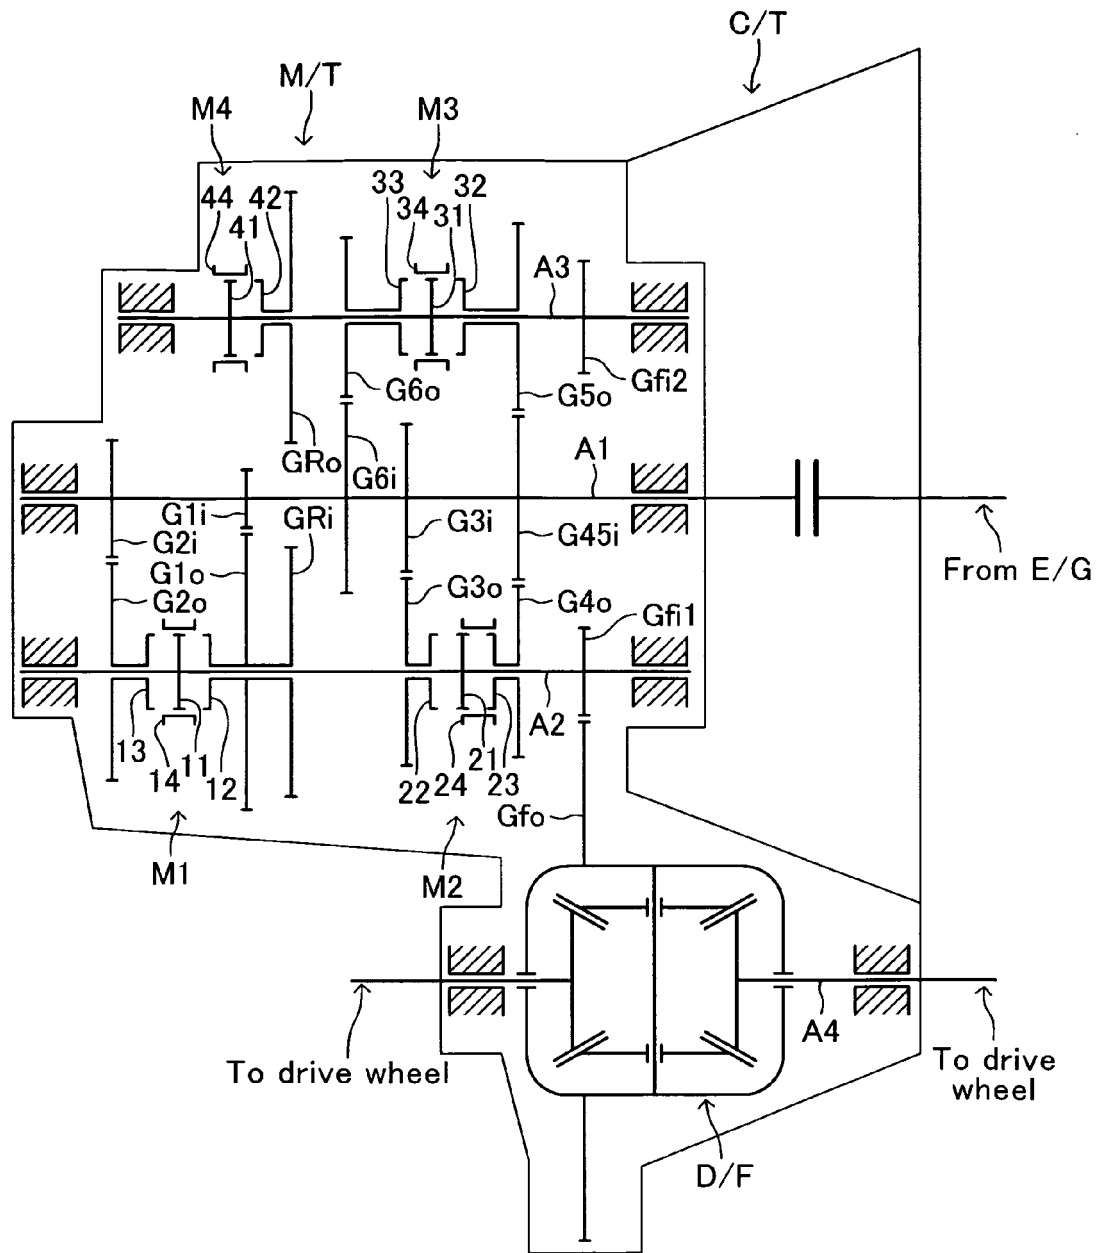 C/T
M/T
M4
M3
44
42
41
33
34
31
32
A3
G6o
G5o
Gfi2
GRo
G6i
A1
G1i
GRi
G3i
G45i
G2i
G1o
G3o
G4o
G2o
Gfi1
From E/G
13
14
11
12
22
24
21
23
A2
Gfo
M1
M2
A4
To drive wheel
To drive
wheel
D/F